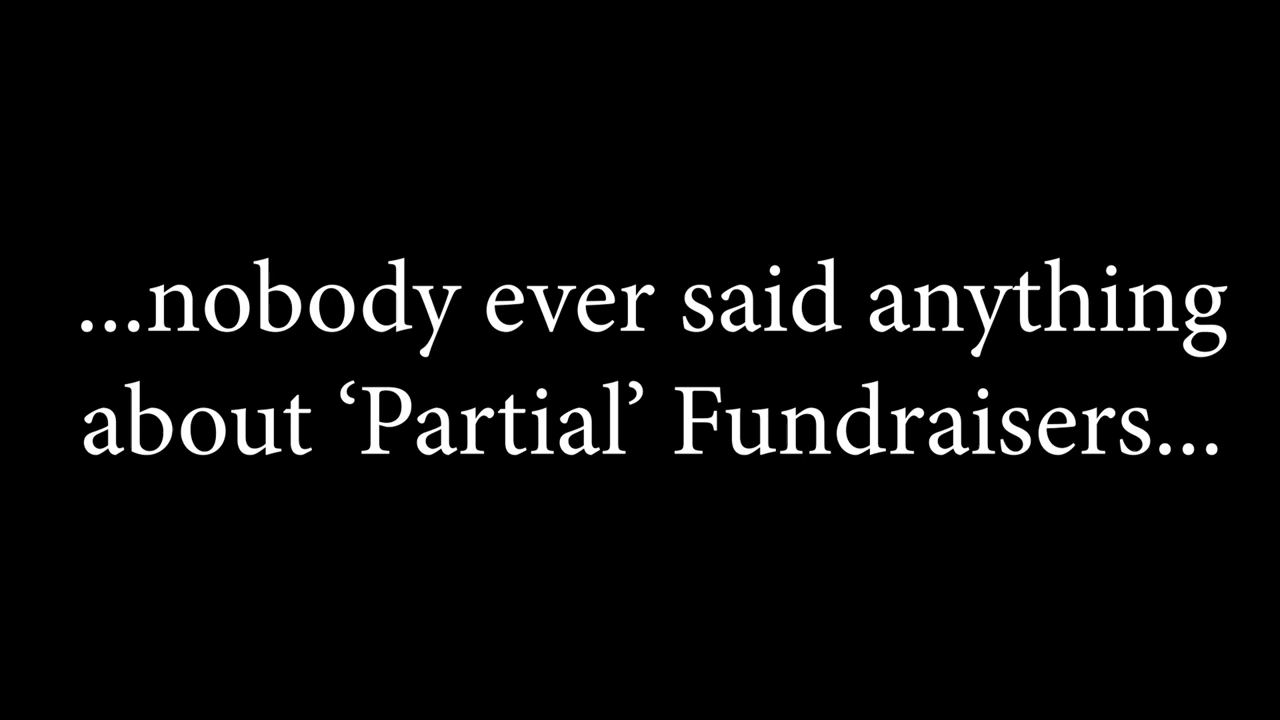 ...nobody ever said anything
about ‘Partial’ Fundraisers...